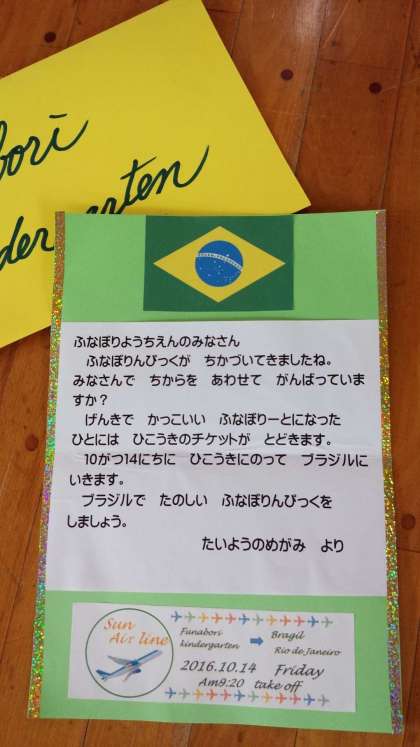 bori
dergarten
ふなぼりようちえんのみなさん
ふなぼりんぴっくが　ちかづいてきましたね。
みなさんで　ちからを　あわせて　がんばっていま
すか？
げんきで　かっこいい　ふなぼりーとになった
ひとには　ひこうきのチケットが　とどきます。
10がつ14にちに　ひこうきにのって　ブラジルに
いきます。
ブラジルで　たのしい　ふなぼりんぴっくを
しましょう。
たいようのめがみ　より
Sun
Air line
Funabori
kindergarten
Bragil
Rio de Janeiro
2016.10.14 Friday
Am8:20 take off